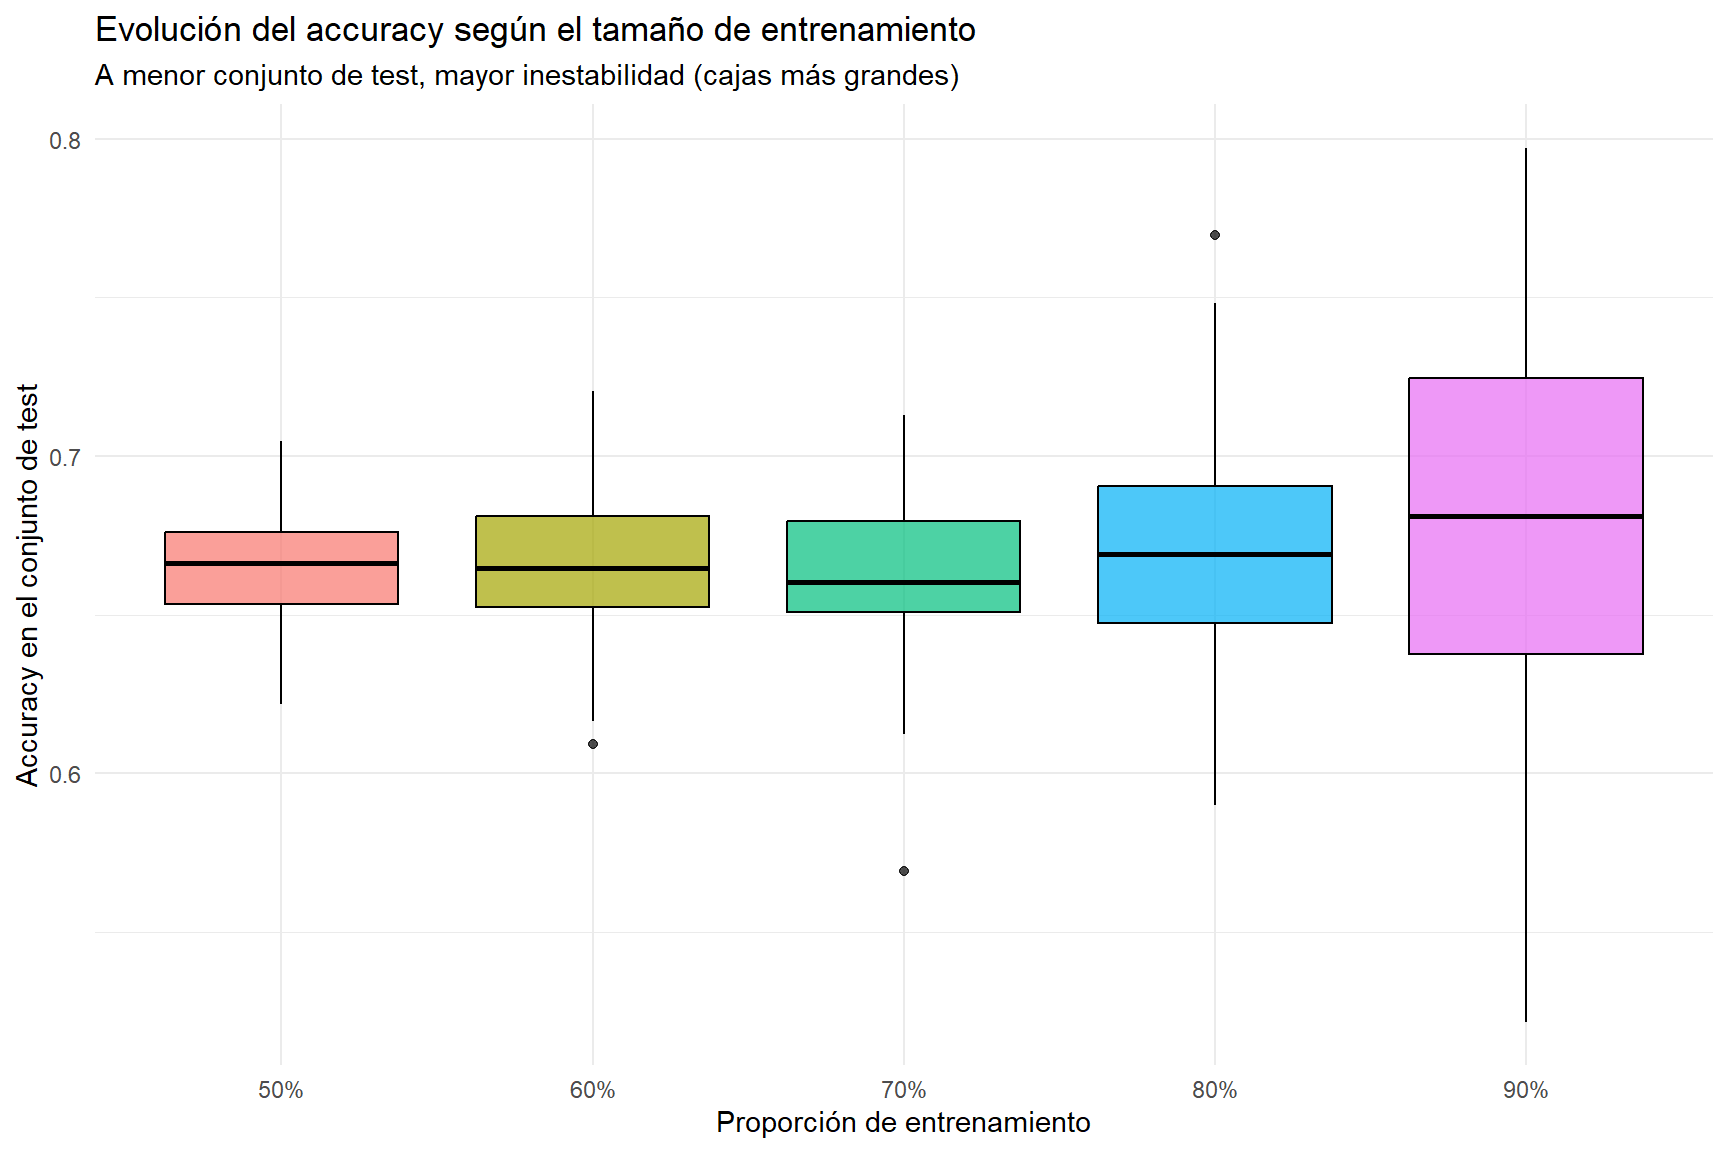 Evolución del accuracy según el tamaño de entrenamiento
A menor conjunto de test, mayor inestabilidad (cajas más grandes)
Accuracy en el conjunto de test
0.8
0.7
0.6
50%
60%
70%
80%
90%
Proporción de entrenamiento